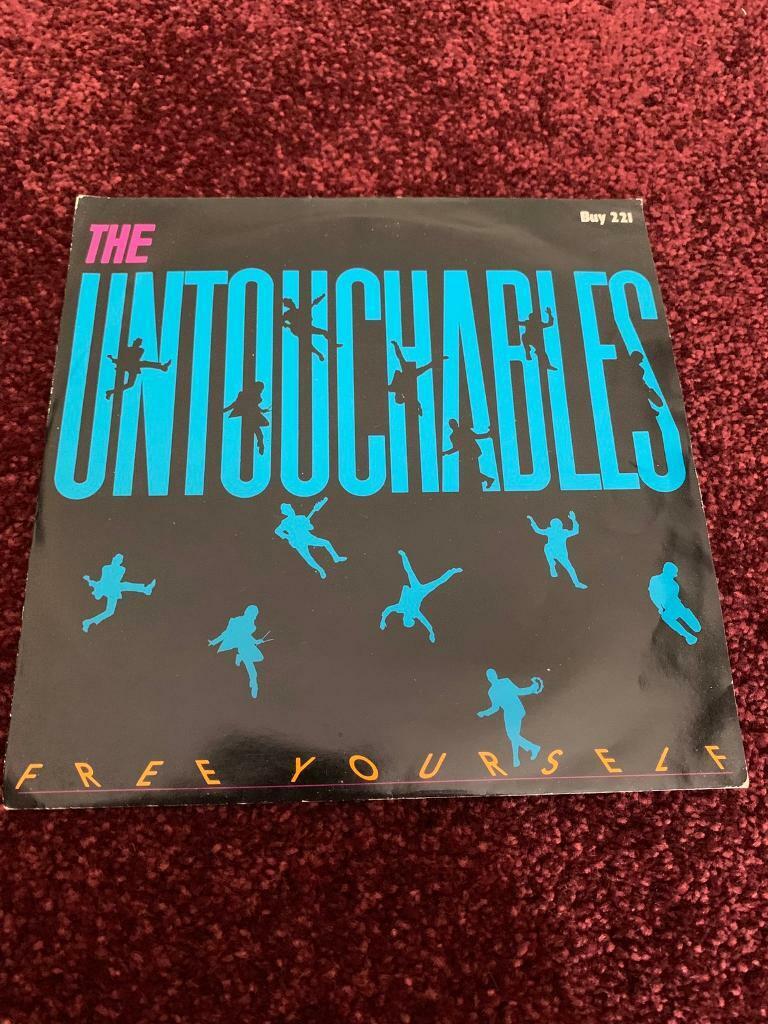 THE
Buy 221
UNTOUCHABLES
FREE YOURSELF